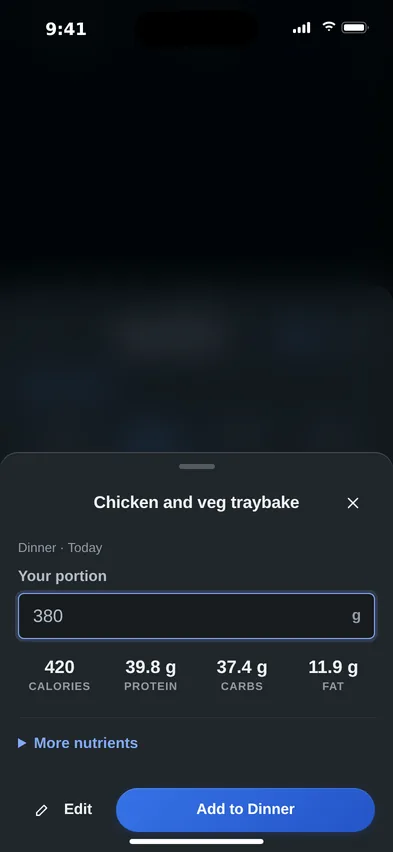 9:41
Chicken and veg traybake
Dinner · Today
Your portion
380 g
420 39.8 g 37.4 g 11.9 g
CALORIES PROTEIN CARBS FAT
More nutrients
Edit Add to Dinner